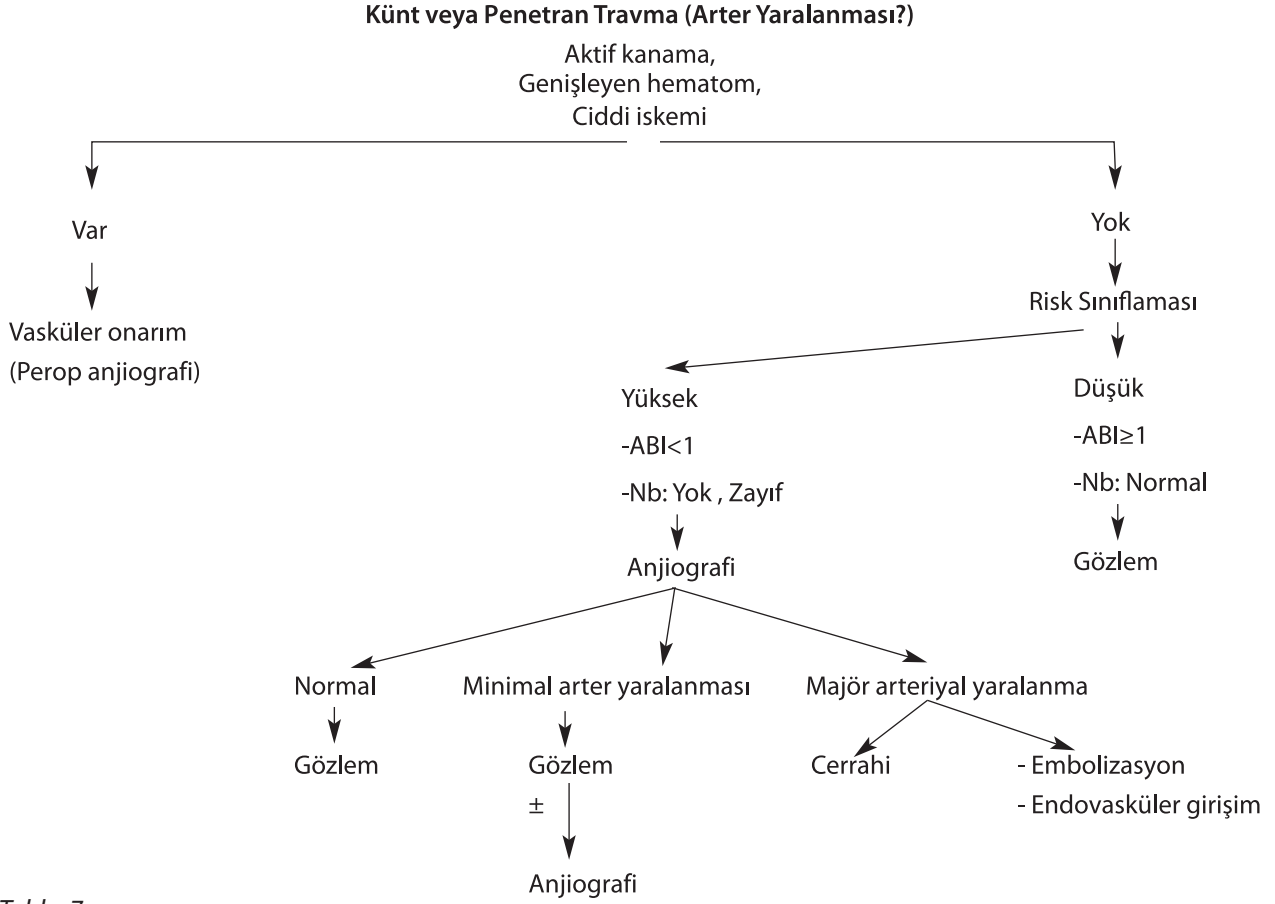 Künt veya Penetran Travma (Arter Yaralanması?)
Aktif kanama,
Genişleyen hematom,
Ciddi iskemi
Var
Yok
Vasküler onarım
(Perop anjiografi)
Risk Sınıflaması
Yüksek
-ABI<1
-Nb: Yok , Zayıf
Düşük
-ABI≥1
-Nb: Normal
Anjiografi
Gözlem
Normal
Minimal arter yaralanması
Majör arteriyal yaralanma
Gözlem
Gözlem
±
Anjiografi
Cerrahi
- Embolizasyon
- Endovasküler girişim